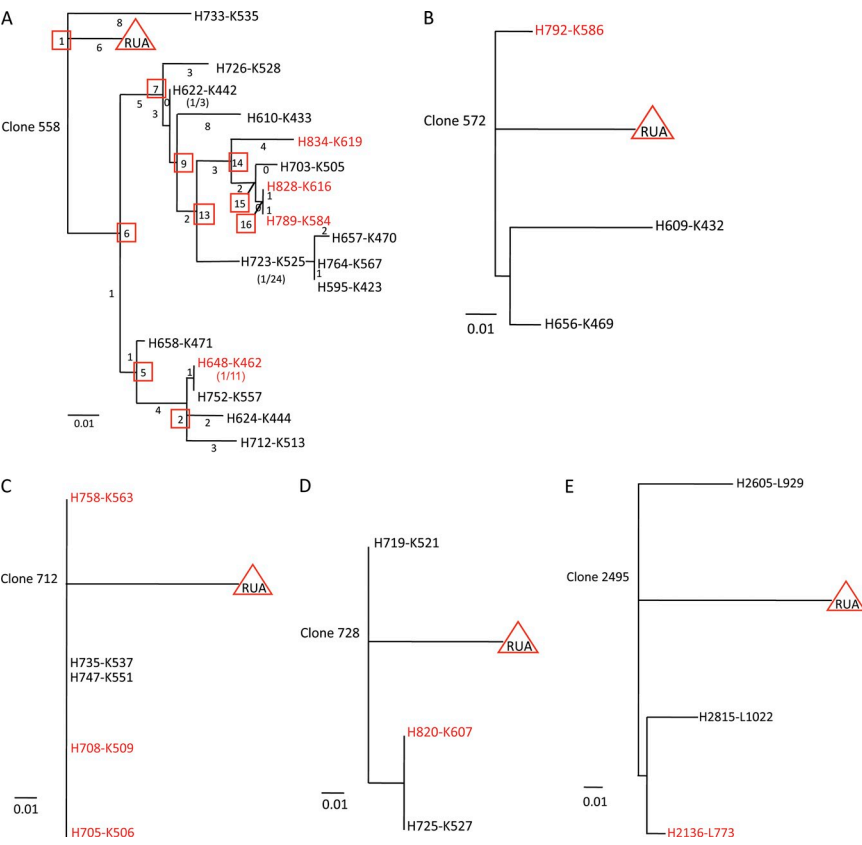 A
H733-K535
8
1
RUA
6
H726-K528
3
7
H622-K442
0
(1/3)
5
3
H610-K433
8
Clone 558
H834-K619
4
9
14
3
0
H703-K505
2
H828-K616
1
15
0
1
2
13
16
H789-K584
6
2
H657-K470
H723-K525
H764-K567
(1/24)
1
H595-K423
1
H658-K471
1
H648-K462
5
1
(1/11)
H752-K557
4
2
H624-K444
2
0.01
H712-K513
3
B
H792-K586
Clone 572
RUA
H609-K432
0.01
H656-K469
C
H758-K563
Clone 712
RUA
H735-K537
H747-K551
H708-K509
0.01
H705-K506
D
H719-K521
Clone 728
RUA
H820-K607
0.01
H725-K527
E
H2605-L929
Clone 2495
RUA
H2815-L1022
0.01
H2136-L773